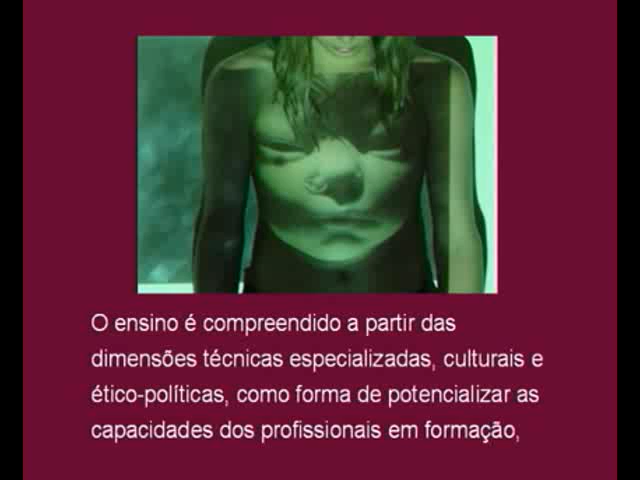 O ensino é compreendido a partir das
dimensões técnicas especializadas, culturais e
ético-políticas, como forma de potencializar as
capacidades dos profissionais em formação,